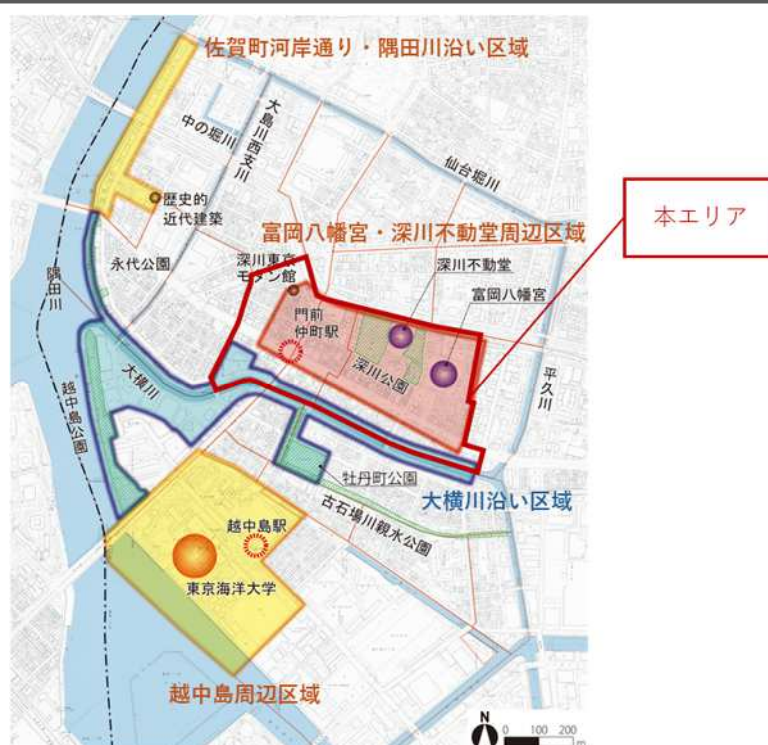 佐賀町河岸通り・隅田川沿い区域
中の堀川
大島川西支川
仙台堀川
歴史的
近代建築
本エリア
富岡八幡宮・深川不動堂周辺区域
永代公園
深川東京
モダン館
深川不動堂
富岡八幡宮
隅田川
門前
仲町駅
深川公園
平久川
大横川
越中島公園
牡丹町公園
大横川沿い区域
古石場川親水公園
越中島駅
東京海洋大学
越中島周辺区域
N
0 100 200
m